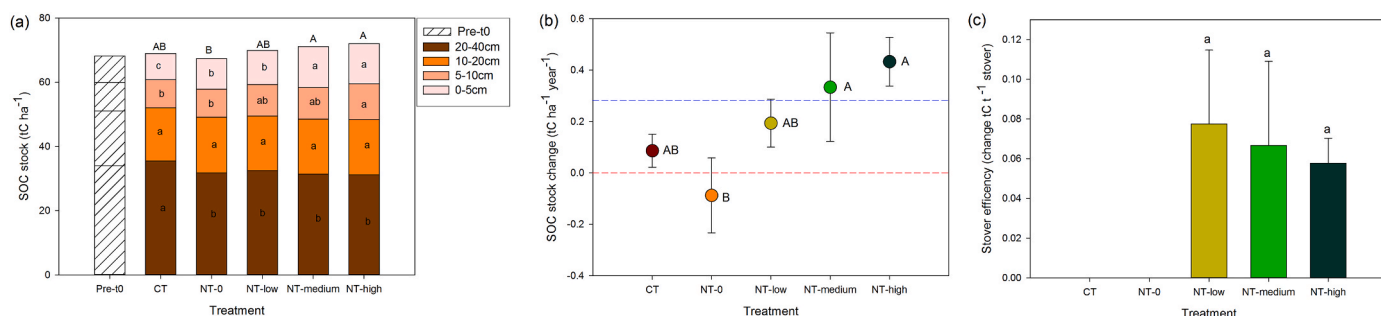 (a)
SOC stock (tC ha⁻¹)
80
60
40
20
0
AB
B
AB
A
A
c
b
b
a
a
b
b
ab
ab
a
a
a
a
a
a
a
b
b
b
b
Pre-t0
CT
NT-0
NT-low
NT-medium
NT-high
Treatment
Pre-t0
20-40cm
10-20cm
5-10cm
0-5cm
(b)
SOC stock change (tC ha⁻¹ year⁻¹)
0.6
0.4
0.2
0.0
-0.2
-0.4
AB
B
AB
A
A
CT
NT-0
NT-low
NT-medium
NT-high
Treatment
(c)
Stover efficency (change tC t⁻¹ stover)
0.12
0.10
0.08
0.06
0.04
0.02
0.00
a
a
a
CT
NT-0
NT-low
NT-medium
NT-high
Treatment